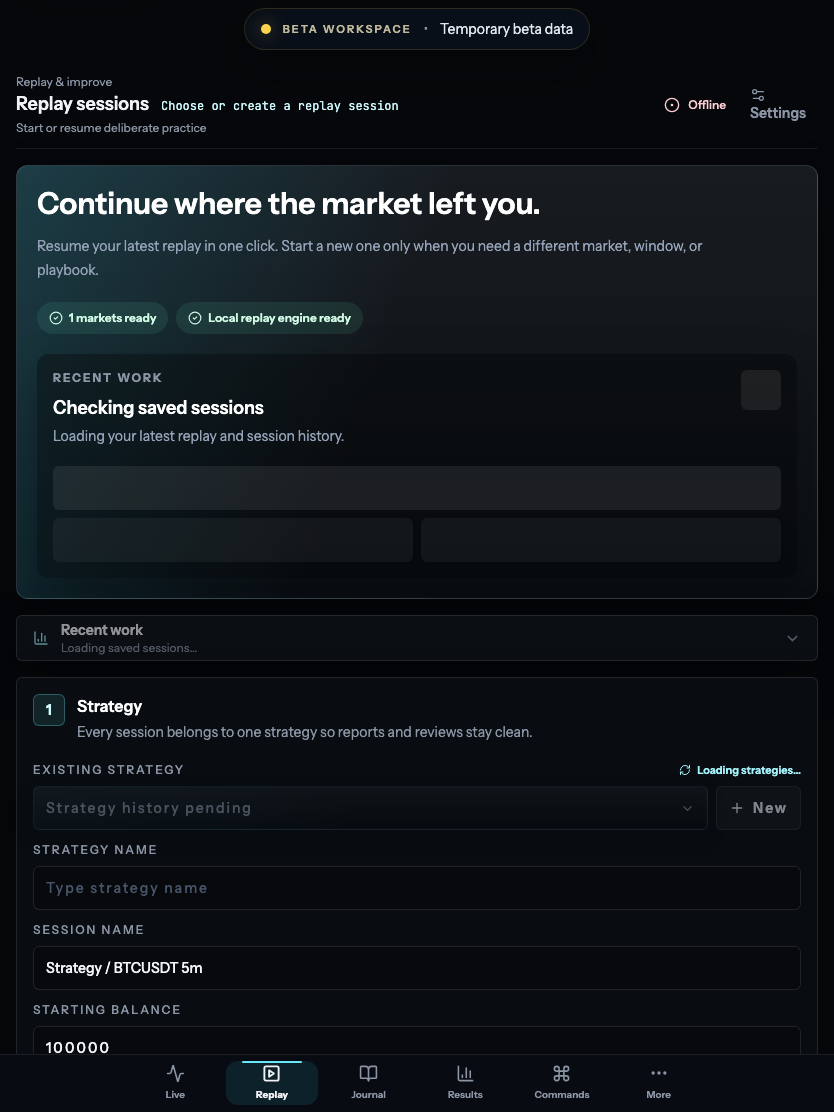 BETA WORKSPACE · Temporary beta data
Replay & improve
Replay sessions Choose or create a replay session
Start or resume deliberate practice
Offline
Settings
Continue where the market left you.
Resume your latest replay in one click. Start a new one only when you need a different market, window, or
playbook.
1 markets ready
Local replay engine ready
RECENT WORK
Checking saved sessions
Loading your latest replay and session history.
Recent work
Loading saved sessions…
1
Strategy
Every session belongs to one strategy so reports and reviews stay clean.
EXISTING STRATEGY
Loading strategies…
Strategy history pending
New
STRATEGY NAME
Type strategy name
SESSION NAME
Strategy / BTCUSDT 5m
STARTING BALANCE
100000
Live
Replay
Journal
Results
Commands
More